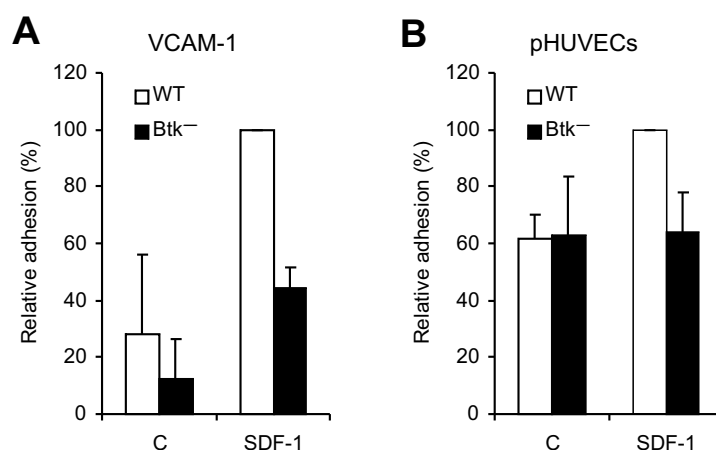 A
VCAM-1
120
100
80
60
40
20
0
Relative adhesion (%)
WT
Btk—
C
SDF-1
B
pHUVECs
120
100
80
60
40
20
0
Relative adhesion (%)
WT
Btk—
C
SDF-1